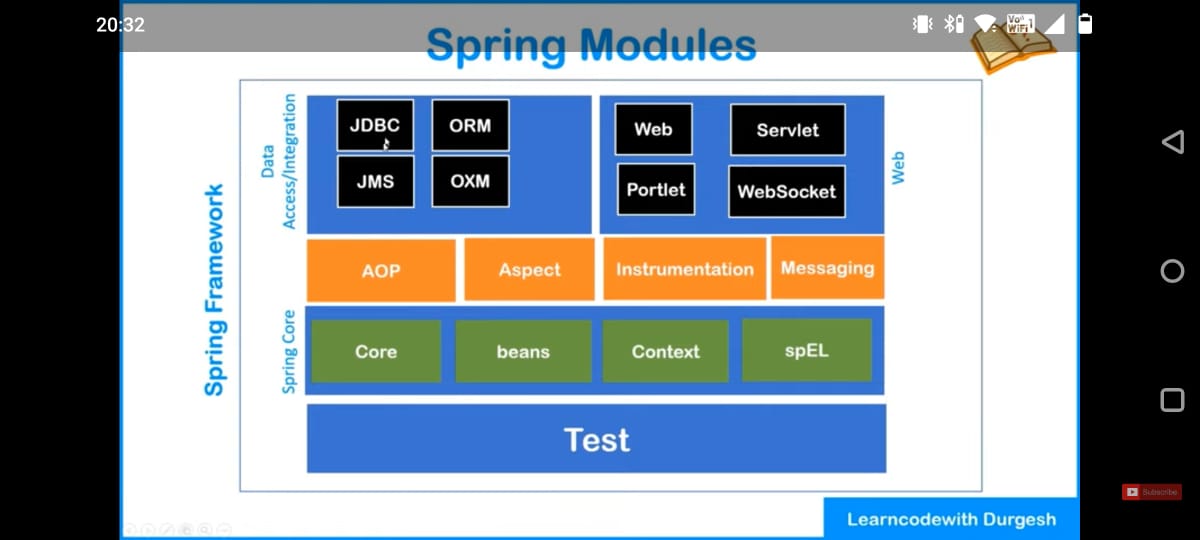 20:32
Vo))
WiFi 1
Spring Modules
Spring Framework
Data
Access/Integration
JDBC
ORM
JMS
OXM
Web
Servlet
Portlet
WebSocket
Web
AOP
Aspect
Instrumentation
Messaging
Spring Core
Core
beans
Context
spEL
Test
Subscribe
Learncodewith Durgesh